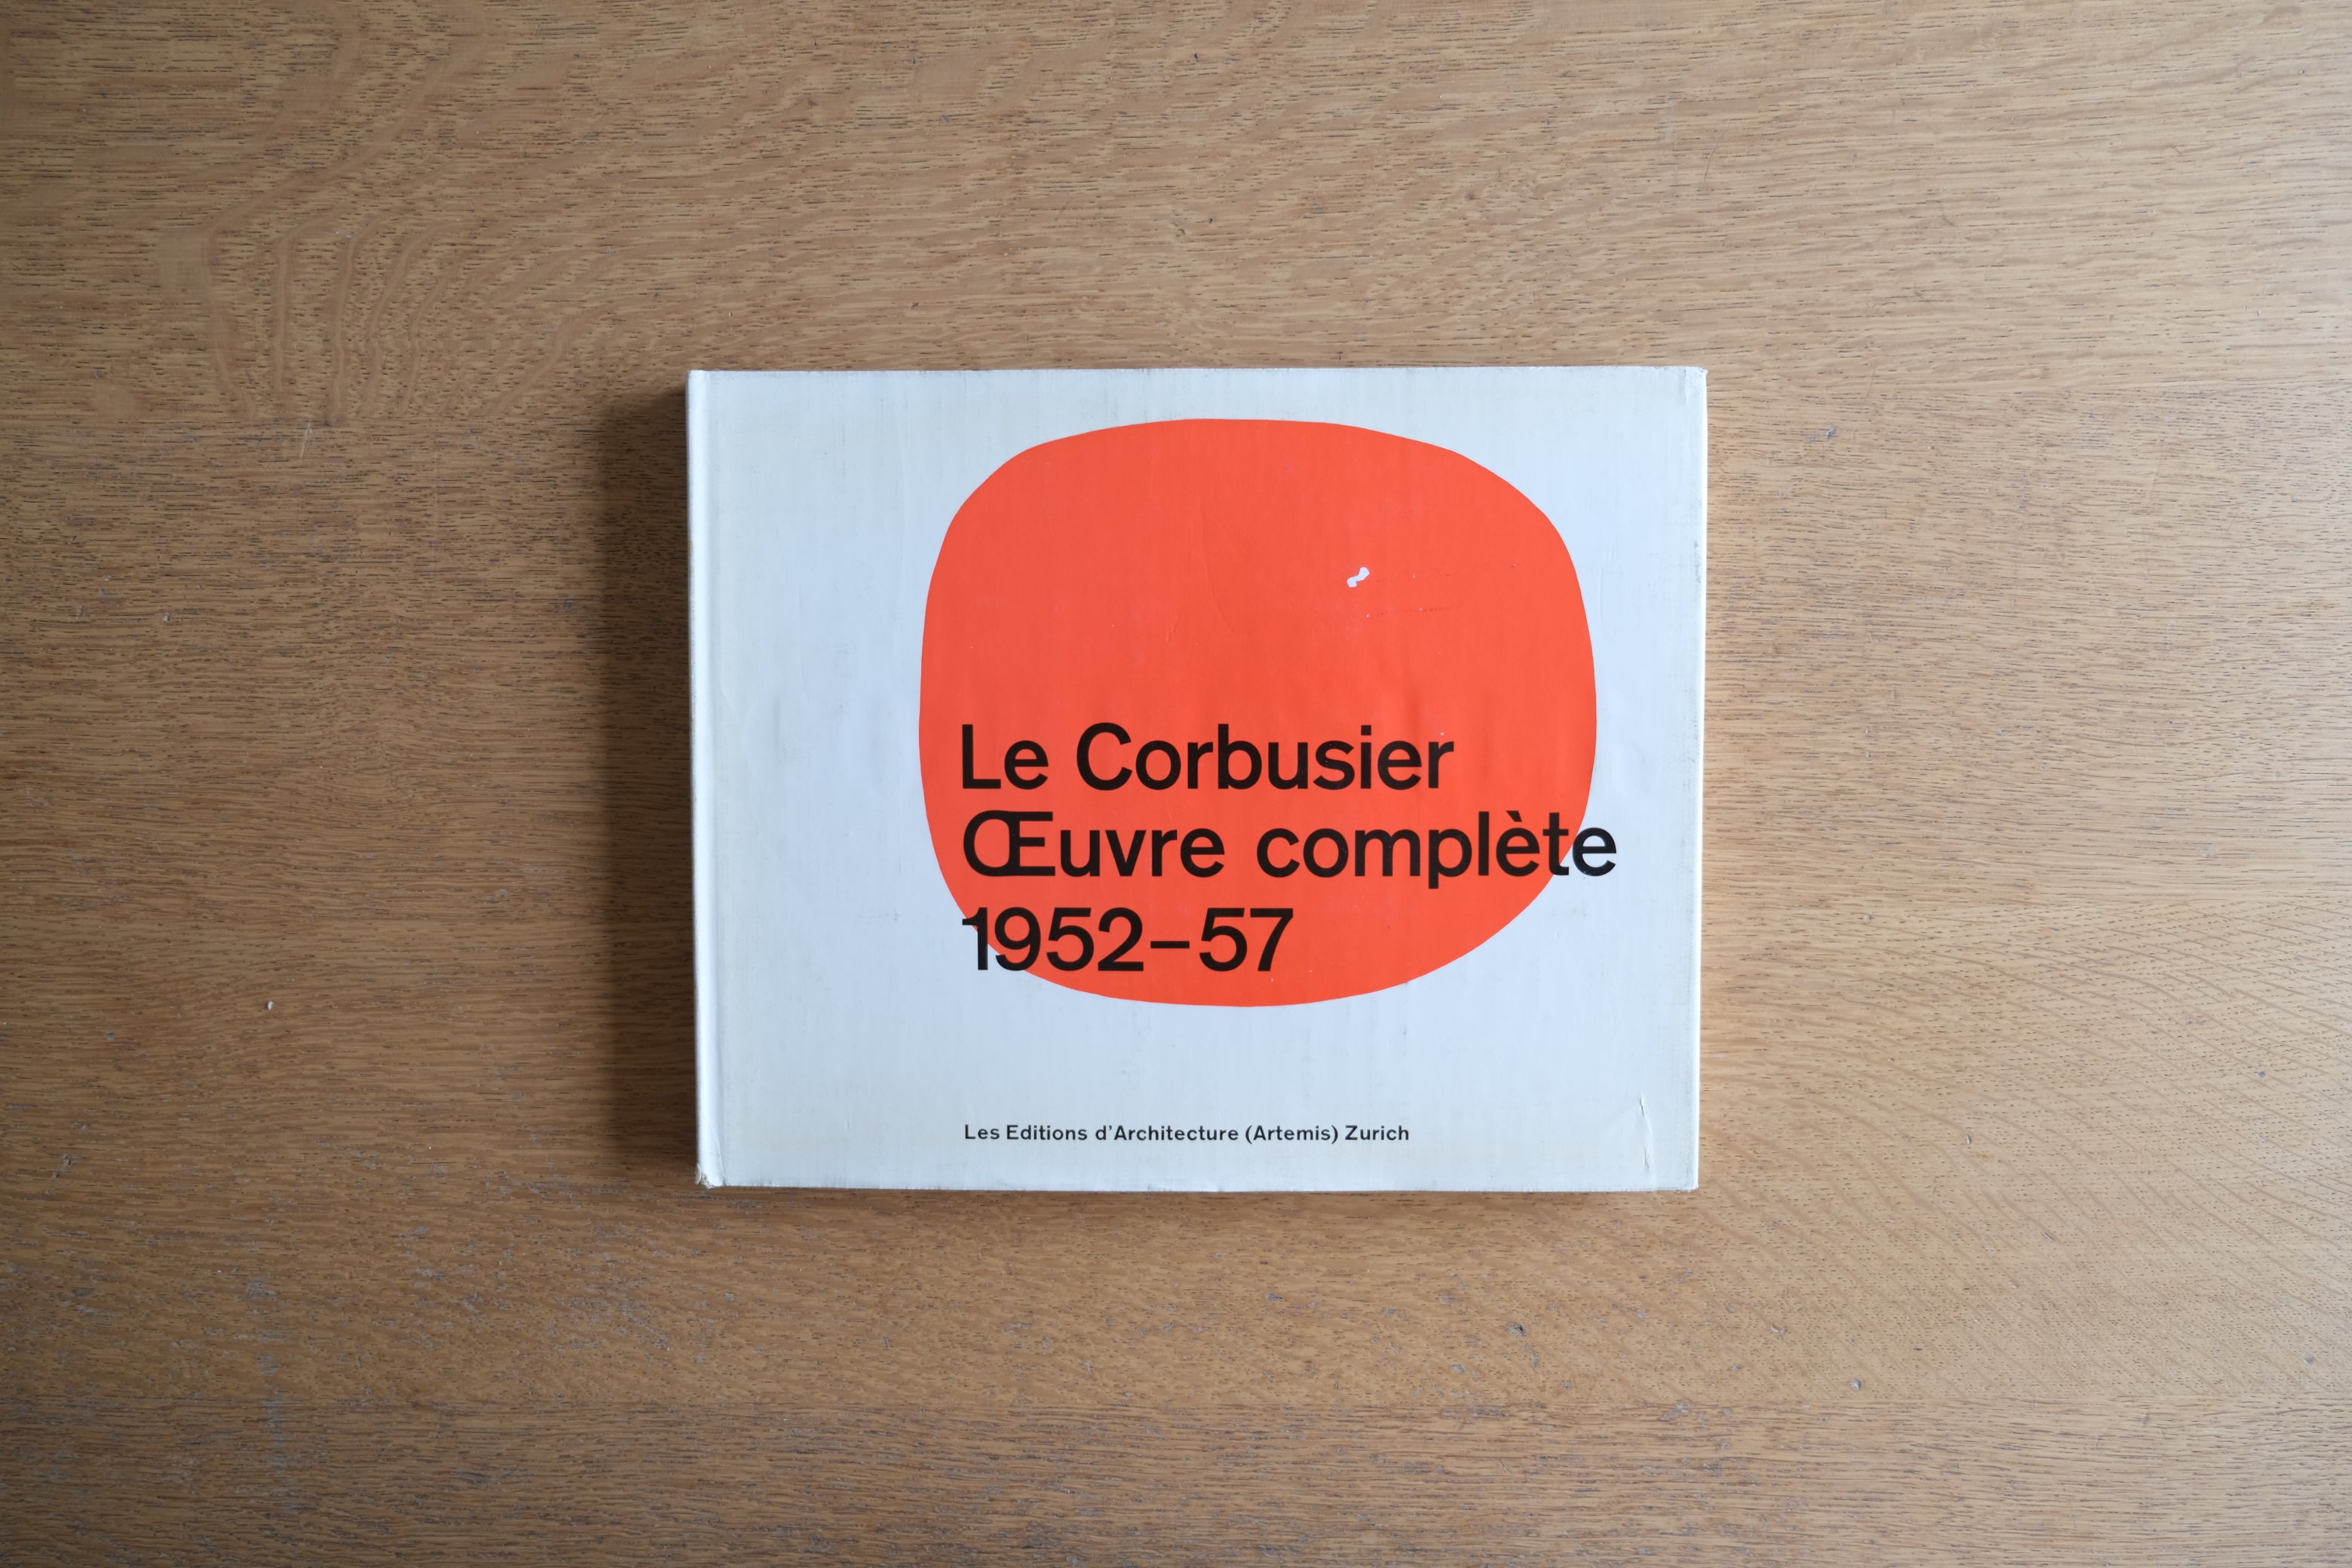 Le Corbusier
Œuvre complète
1952–57
Les Editions d'Architecture (Artemis) Zurich